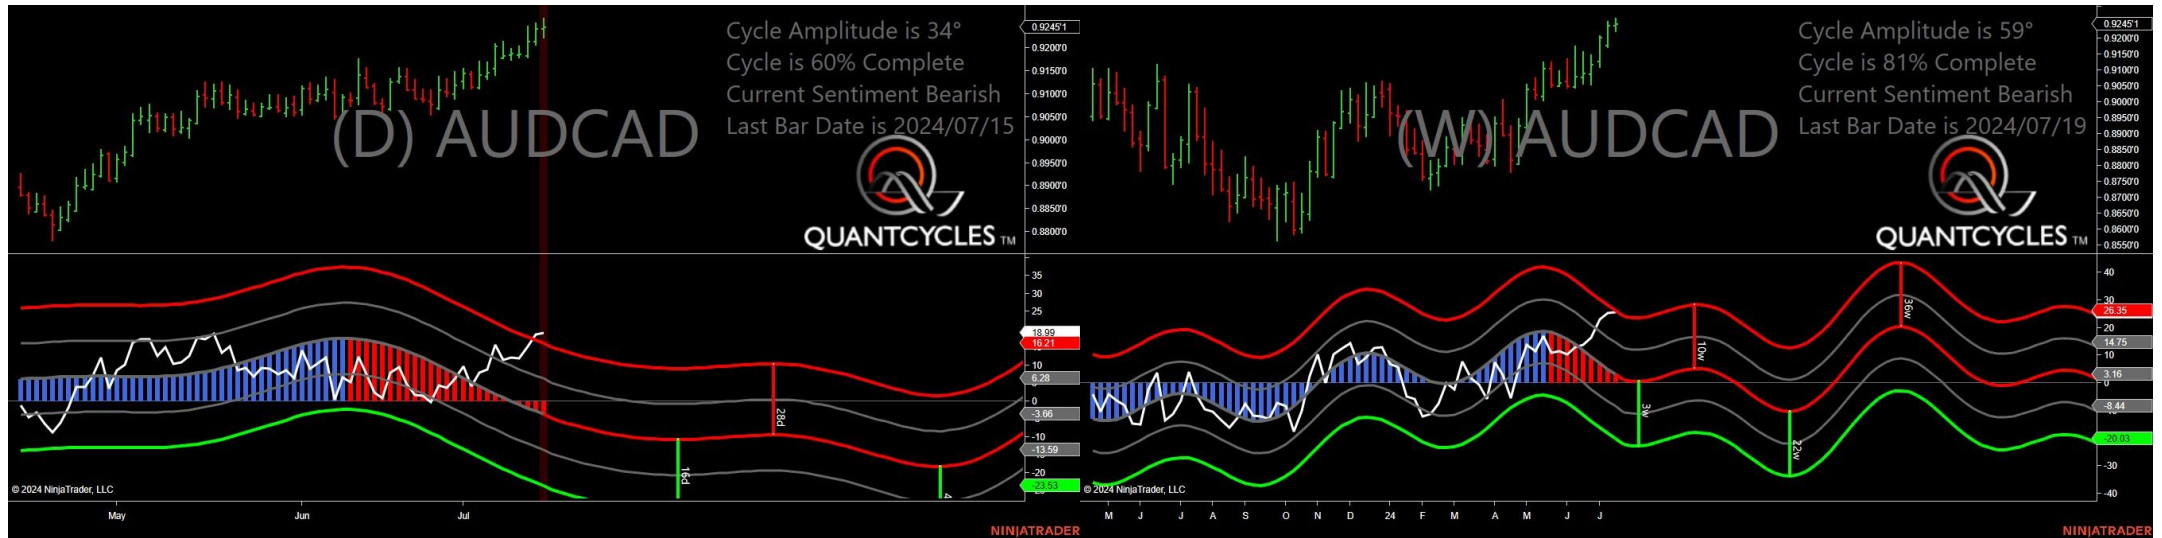 Cycle Amplitude is 34°
Cycle is 60% Complete
Current Sentiment Bearish
Last Bar Date is 2024/07/15
(D) AUDCAD
QUANTCYCLES TM
0.9245'1
0.9200'0
0.9150'0
0.9100'0
0.9050'0
0.9000'0
0.8950'0
0.8900'0
0.8850'0
0.8800'0
35
30
25
18.99
16.21
10
6.28
0
-3.66
-10
-13.59
-20
-23.53
28d
16d
4
© 2024 NinjaTrader, LLC
May
Jun
Jul
NINJATRADER
Cycle Amplitude is 59°
Cycle is 81% Complete
Current Sentiment Bearish
Last Bar Date is 2024/07/19
(W) AUDCAD
QUANTCYCLES TM
0.9245'1
0.9200'0
0.9150'0
0.9100'0
0.9050'0
0.9000'0
0.8950'0
0.8900'0
0.8850'0
0.8800'0
0.8750'0
0.8700'0
0.8650'0
0.8600'0
0.8550'0
40
30
26.35
20
14.75
10
3.16
0
-8.44
-20.03
-30
-40
3w
10w
22w
36w
© 2024 NinjaTrader, LLC
M
J
J
A
S
O
N
D
24
F
M
A
M
J
J
NINJATRADER